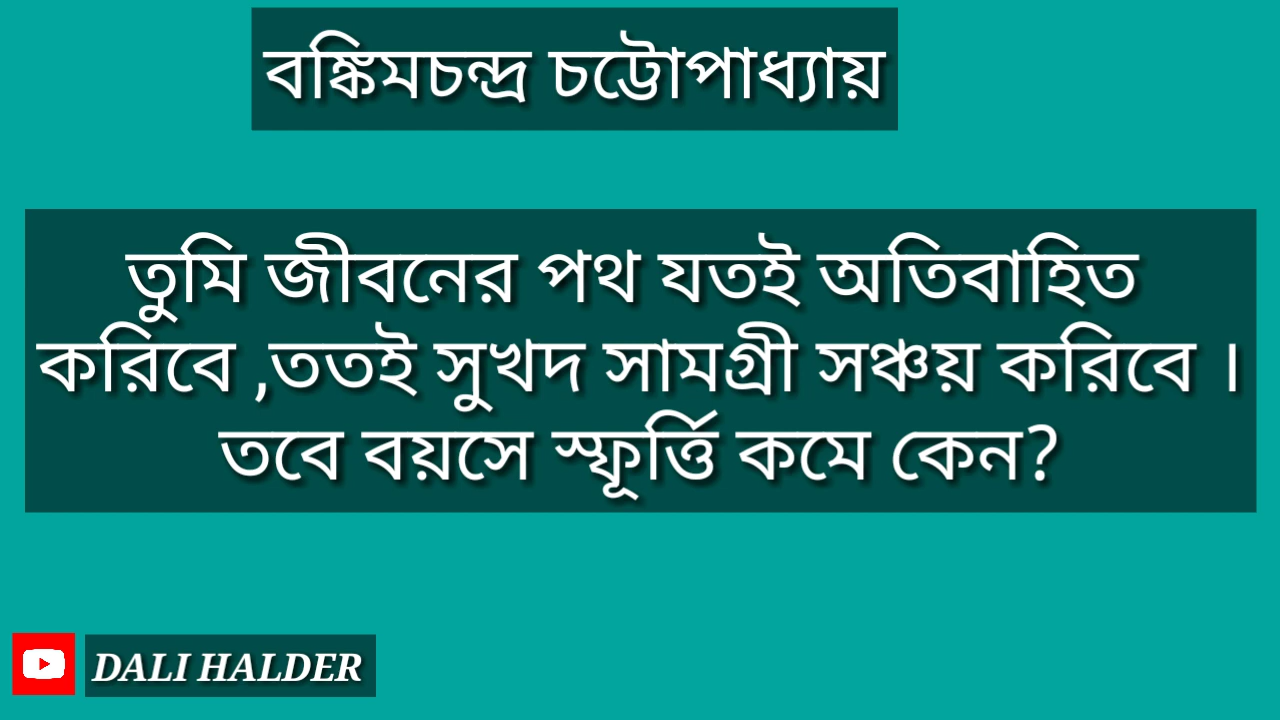 বঙ্কিমচন্দ্র চট্টোপাধ্যায়
তুমি জীবনের পথ যতই অতিবাহিত
করিবে ,ততই সুখদ সামগ্রী সঞ্চয় করিবে ।
তবে বয়সে স্ফূর্ত্তি কমে কেন?
DALI HALDER